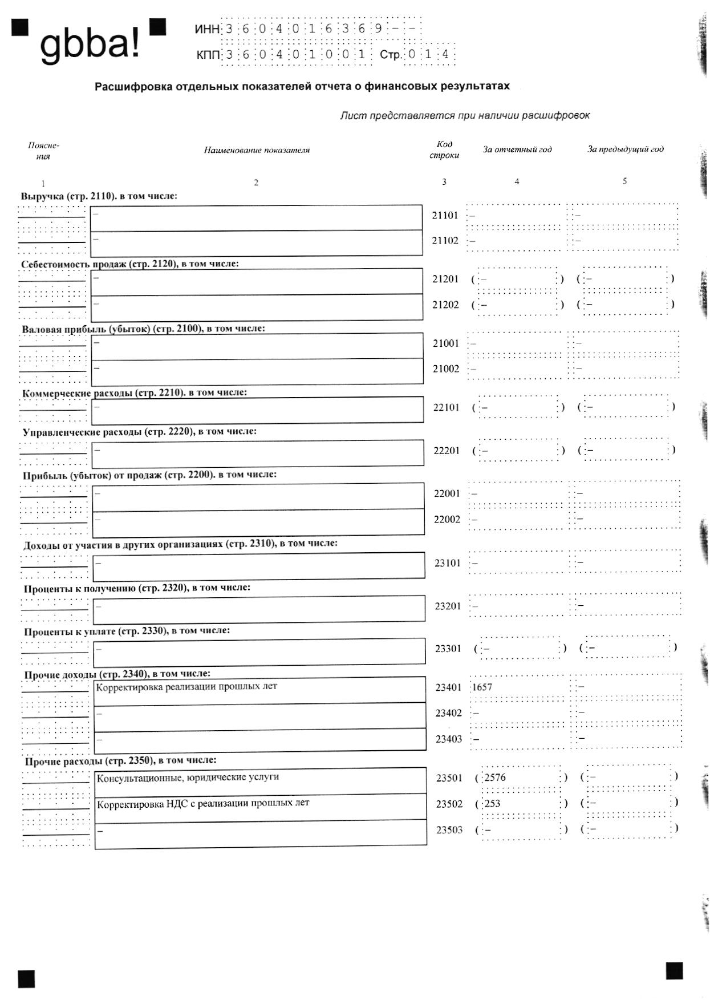 gbba!
ИНН 3604016369--
КПП 360401001 Стр. 014
Расшифровка отдельных показателей отчета о финансовых результатах
Лист представляется при наличии расшифровок
Поясне-
ния
Наименование показателя
Код
строки
За отчетный год
За предыдущий год
1 2 3 4 5
Выручка (стр. 2110). в том числе:
– 21101 – –
– 21102 – –
Себестоимость продаж (стр. 2120), в том числе:
– 21201 ( – ) ( – )
– 21202 ( – ) ( – )
Валовая прибыль (убыток) (стр. 2100), в том числе:
– 21001 – –
– 21002 – –
Коммерческие расходы (стр. 2210). в том числе:
– 22101 ( – ) ( – )
Управленческие расходы (стр. 2220), в том числе:
– 22201 ( – ) ( – )
Прибыль (убыток) от продаж (стр. 2200). в том числе:
– 22001 – –
– 22002 – –
Доходы от участия в других организациях (стр. 2310), в том числе:
– 23101 – –
Проценты к получению (стр. 2320), в том числе:
– 23201 – –
Проценты к уплате (стр. 2330), в том числе:
– 23301 ( – ) ( – )
Прочие доходы (стр. 2340), в том числе:
Корректировка реализации прошлых лет 23401 1657 –
– 23402 – –
– 23403 – –
Прочие расходы (стр. 2350), в том числе:
Консультационные, юридические услуги 23501 ( 2576 ) ( – )
Корректировка НДС с реализации прошлых лет 23502 ( 253 ) ( – )
– 23503 ( – ) ( – )